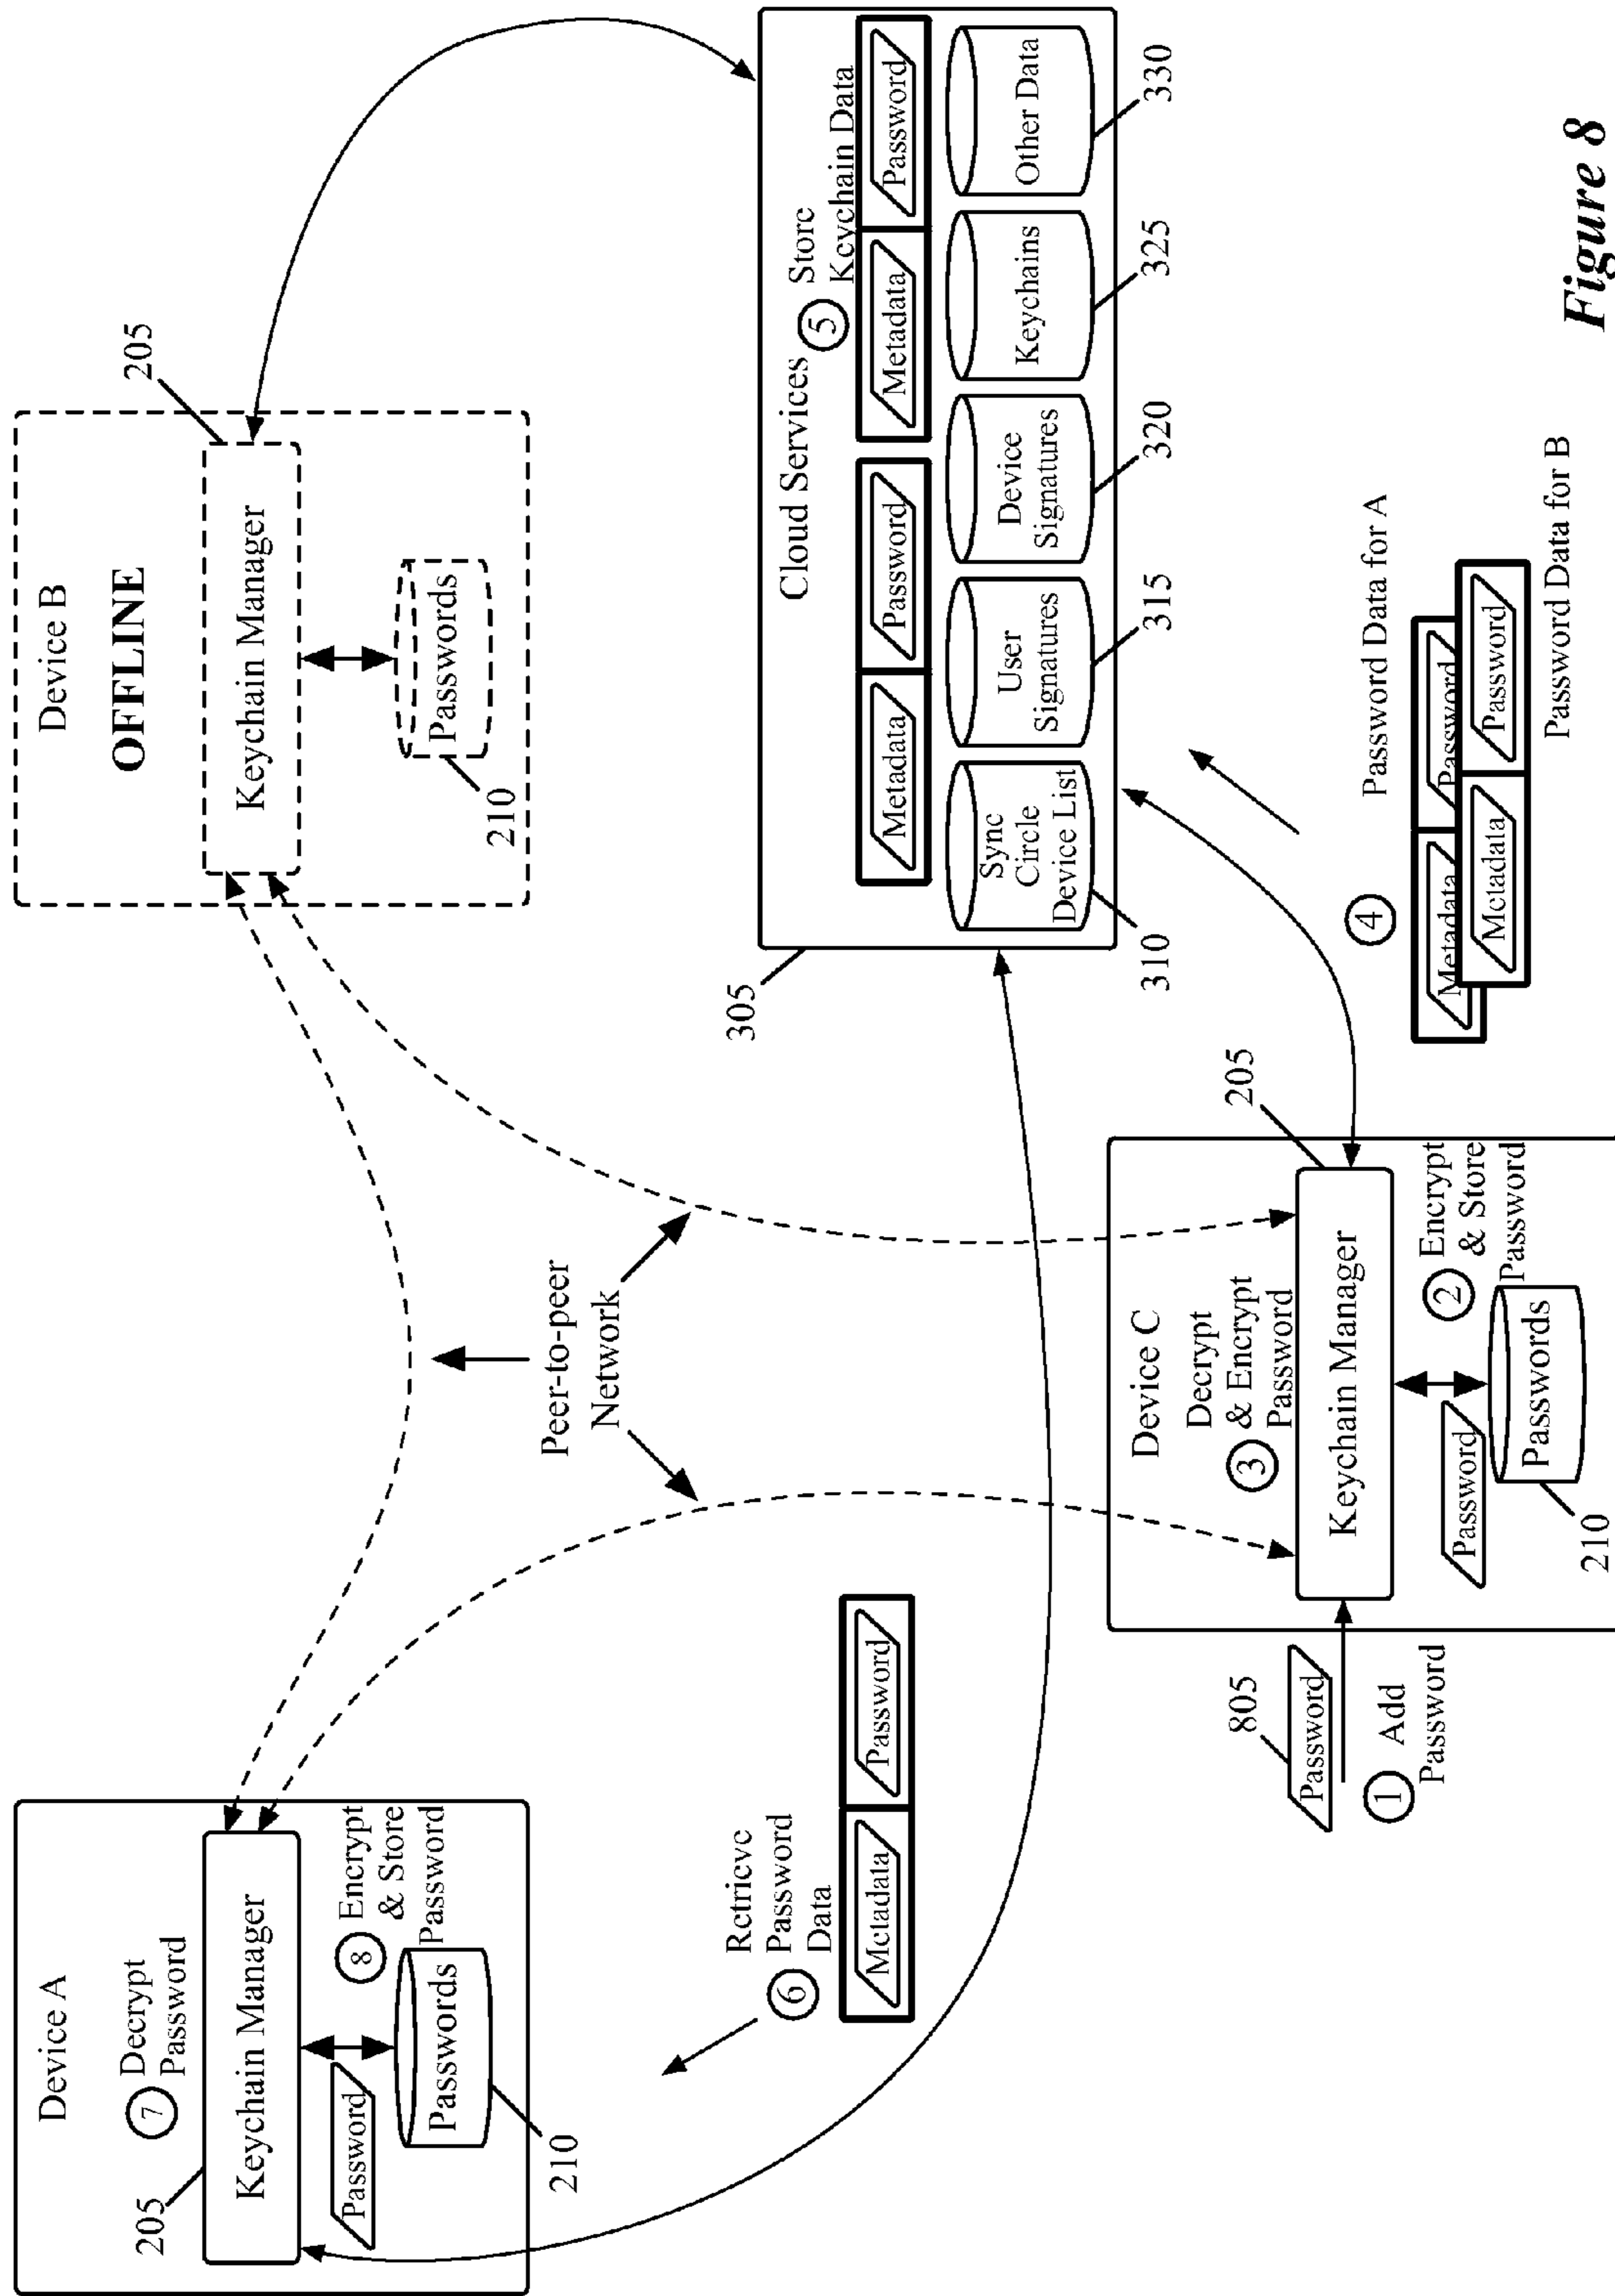 Device A
7
Decrypt
Password
205
Keychain Manager
Password
8
Encrypt
& Store
Password
Passwords
210
Device B
OFFLINE
205
Keychain Manager
Passwords
210
Peer-to-peer
Network
6
Retrieve
Password
Data
Metadata
Password
305
Cloud Services
5
Store
Keychain Data
Metadata
Password
Metadata
Password
Sync
Circle
Device List
User
Signatures
Device
Signatures
Keychains
Other Data
310
315
320
325
330
805
Password
1
Add
Password
Device C
3
Decrypt
& Encrypt
Password
205
Keychain Manager
Password
2
Encrypt
& Store
Password
Passwords
210
4
Password Data for A
Metadata
Password
Metadata
Password
Password Data for B
Figure 8